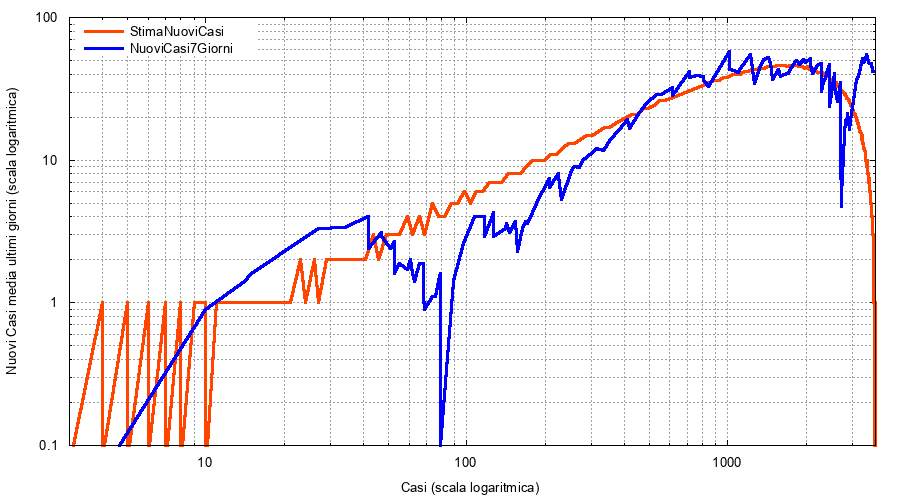 100
StimaNuoviCasi
NuoviCasi7Giorni
10
1
0.1
10
100
1000
Nuovi Casi media ultimi giorni (scala logaritmica)
Casi (scala logaritmica)